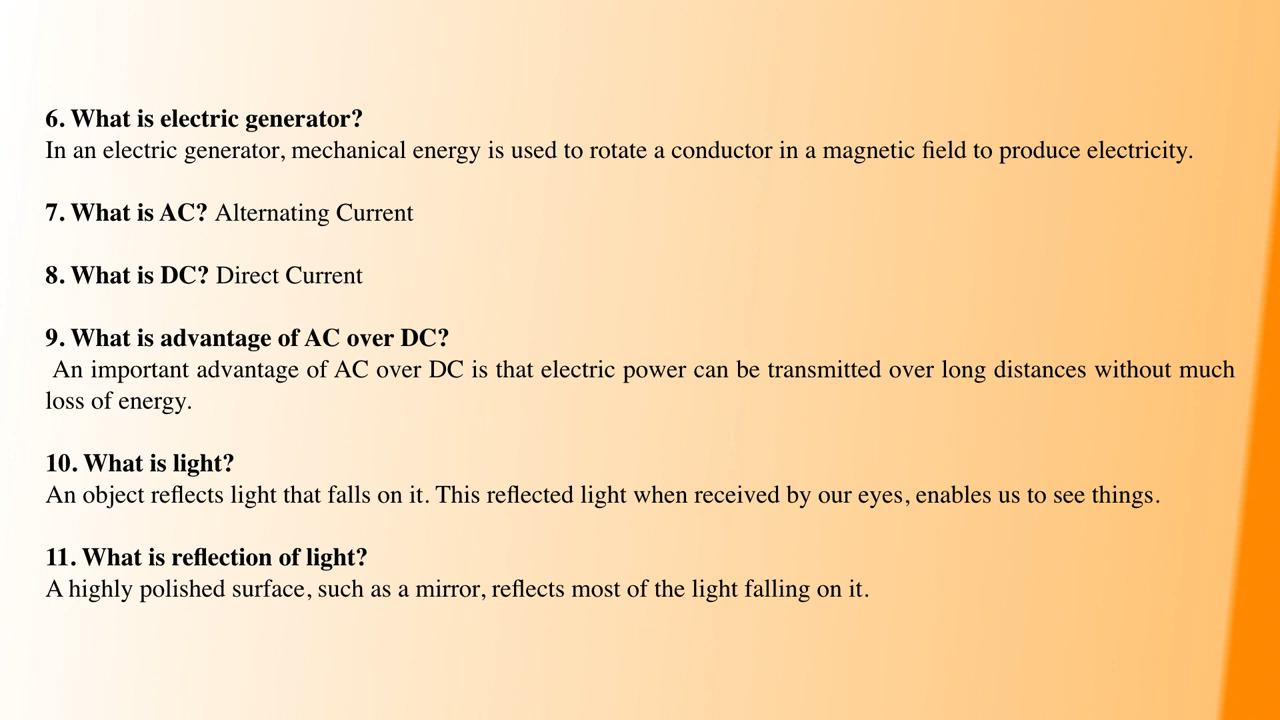 6. What is electric generator?
In an electric generator, mechanical energy is used to rotate a conductor in a magnetic field to produce electricity.
7. What is AC? Alternating Current
8. What is DC? Direct Current
9. What is advantage of AC over DC?
An important advantage of AC over DC is that electric power can be transmitted over long distances without much
loss of energy.
10. What is light?
An object reflects light that falls on it. This reflected light when received by our eyes, enables us to see things.
11. What is reflection of light?
A highly polished surface, such as a mirror, reflects most of the light falling on it.